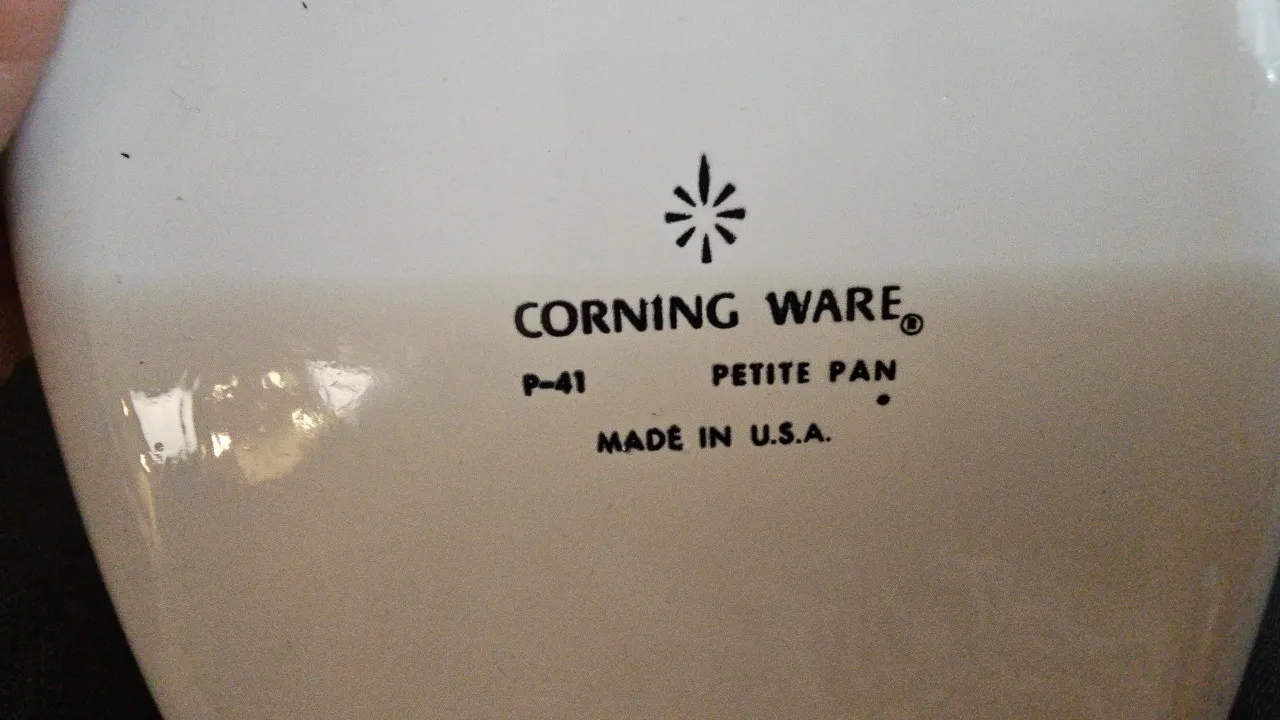 CORNING WARE®
P-41 PETITE PAN
MADE IN U.S.A.